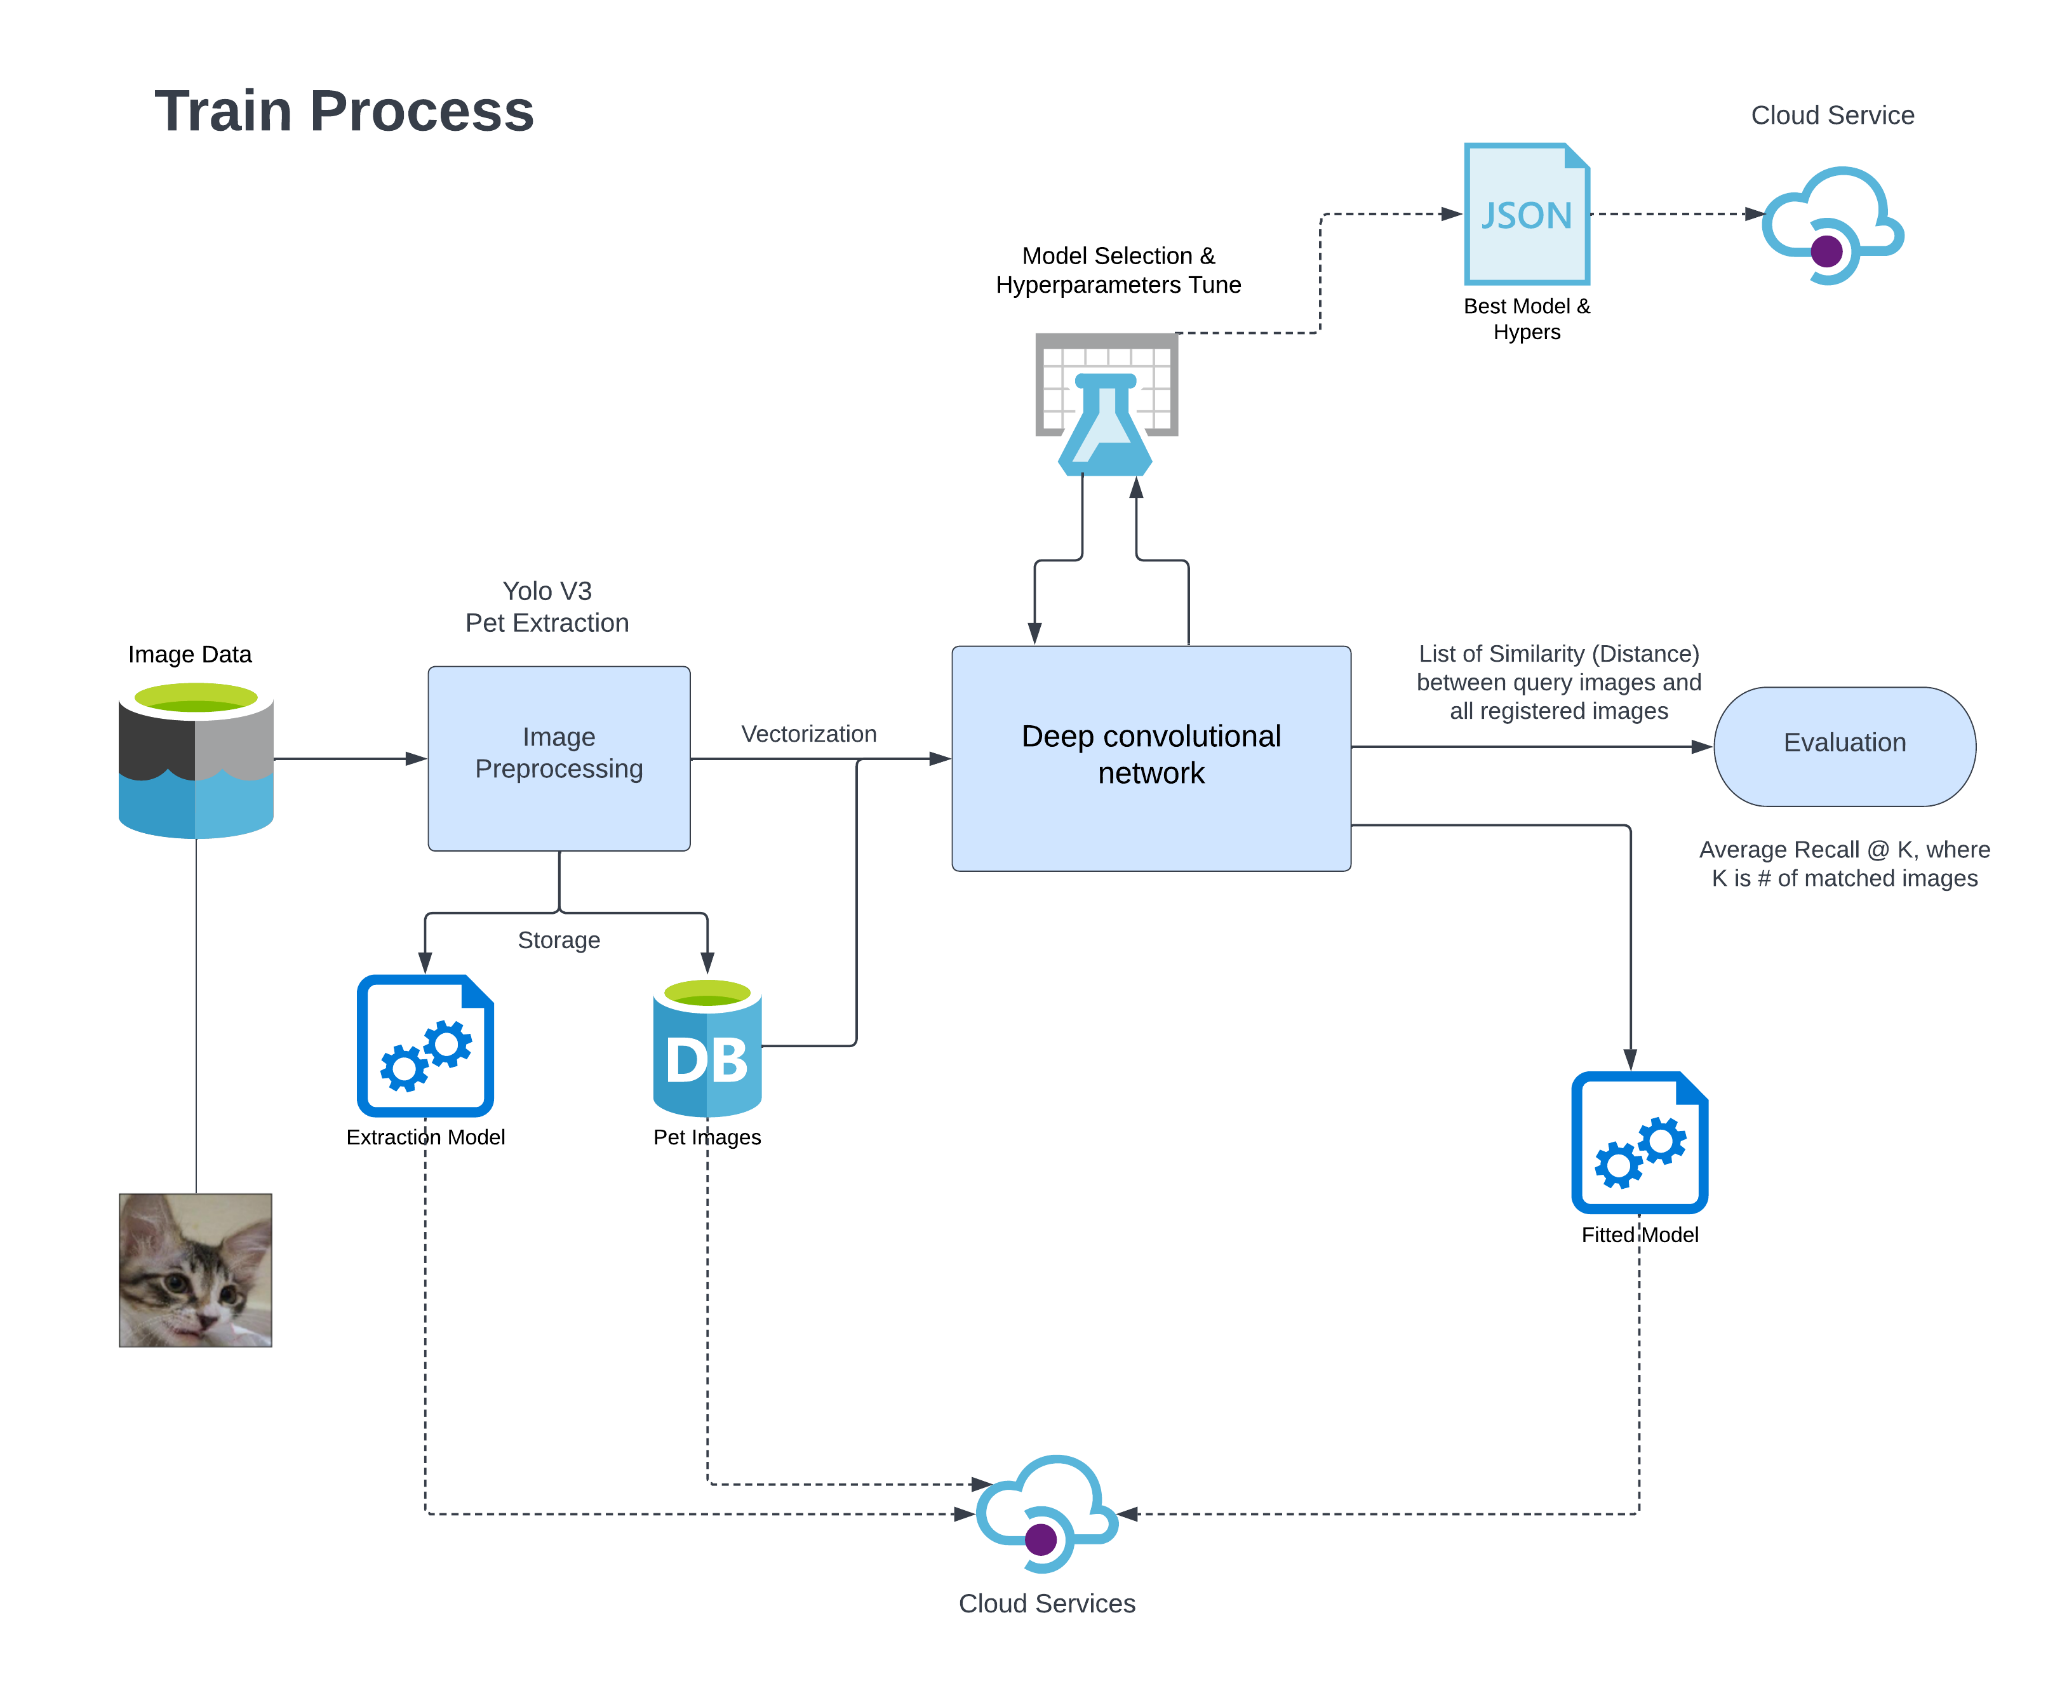 Train Process
Cloud Service
JSON
Best Model &
Hypers
Model Selection &
Hyperparameters Tune
Yolo V3
Pet Extraction
Image Data
Image
Preprocessing
Vectorization
Deep convolutional
network
List of Similarity (Distance)
between query images and
all registered images
Evaluation
Average Recall @ K, where
K is # of matched images
Storage
DB
Extraction Model
Pet Images
Fitted Model
Cloud Services